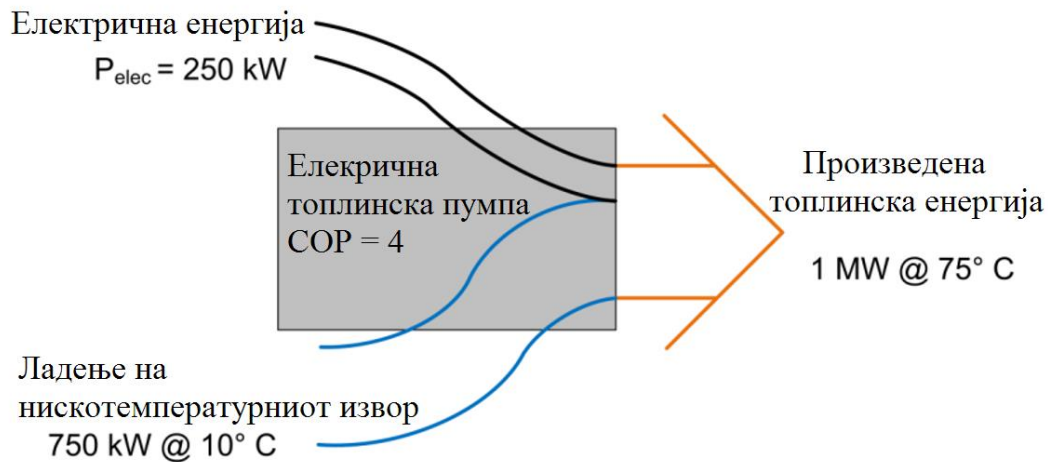 Електрична енергија
Pelec = 250 kW
Елекрична
топлинска пумпа
COP = 4
Произведена
топлинска енергија
1 MW @ 75° C
Ладење на
нискотемпературниот извор
750 kW @ 10° C